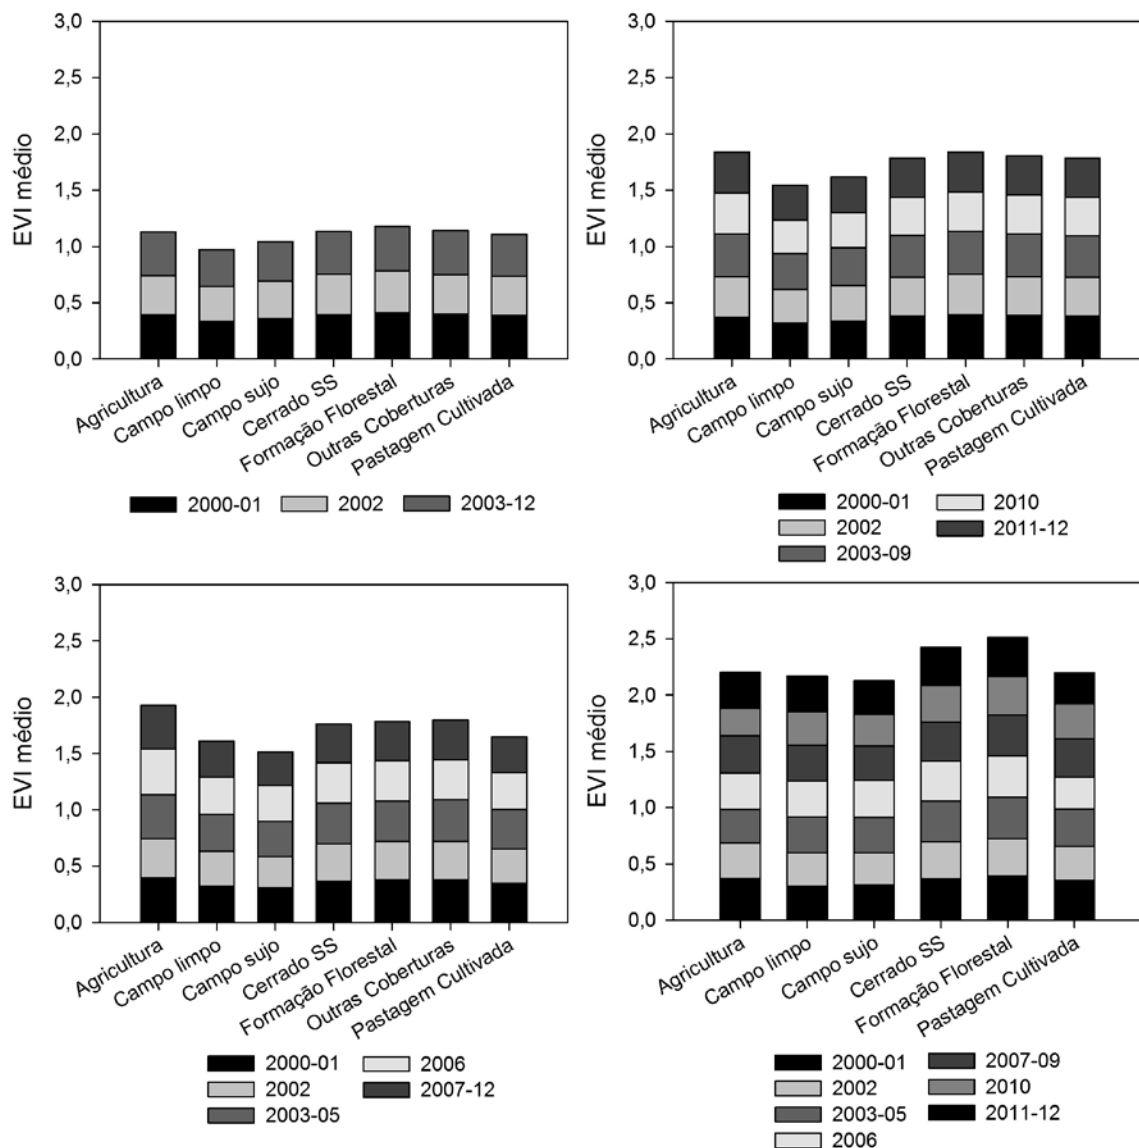 EVI médio
3,0
2,5
2,0
1,5
1,0
0,5
0,0
Agricultura
Campo limpo
Campo sujo
Cerrado SS
Formação Florestal
Outras Coberturas
Pastagem Cultivada
2000-01 2002 2003-12
EVI médio
3,0
2,5
2,0
1,5
1,0
0,5
0,0
Agricultura
Campo limpo
Campo sujo
Cerrado SS
Formação Florestal
Outras Coberturas
Pastagem Cultivada
2000-01 2010
2002 2011-12
2003-09
EVI médio
3,0
2,5
2,0
1,5
1,0
0,5
0,0
Agricultura
Campo limpo
Campo sujo
Cerrado SS
Formação Florestal
Outras Coberturas
Pastagem Cultivada
2000-01 2006
2002 2007-12
2003-05
EVI médio
3,0
2,5
2,0
1,5
1,0
0,5
0,0
Agricultura
Campo limpo
Campo sujo
Cerrado SS
Formação Florestal
Pastagem Cultivada
2000-01 2007-09
2002 2010
2003-05 2011-12
2006